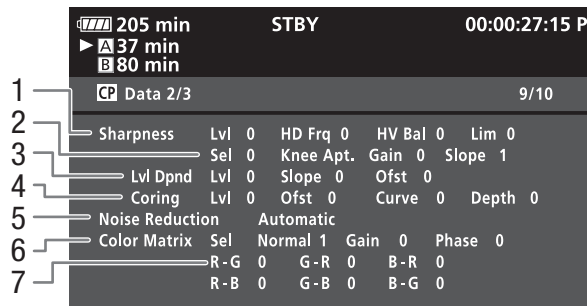 205 min STBY 00:00:27:15 P
A 37 min
B 80 min
CP Data 2/3 9/10
1 Sharpness Lvl 0 HD Frq 0 HV Bal 0 Lim 0
2 Sel 0 Knee Apt. Gain 0 Slope 1
3 Lvl Dpnd Lvl 0 Slope 0 Ofst 0
4 Coring Lvl 0 Ofst 0 Curve 0 Depth 0
5 Noise Reduction Automatic
6 Color Matrix Sel Normal 1 Gain 0 Phase 0
7 R-G 0 G-R 0 B-R 0
R-B 0 G-B 0 B-G 0